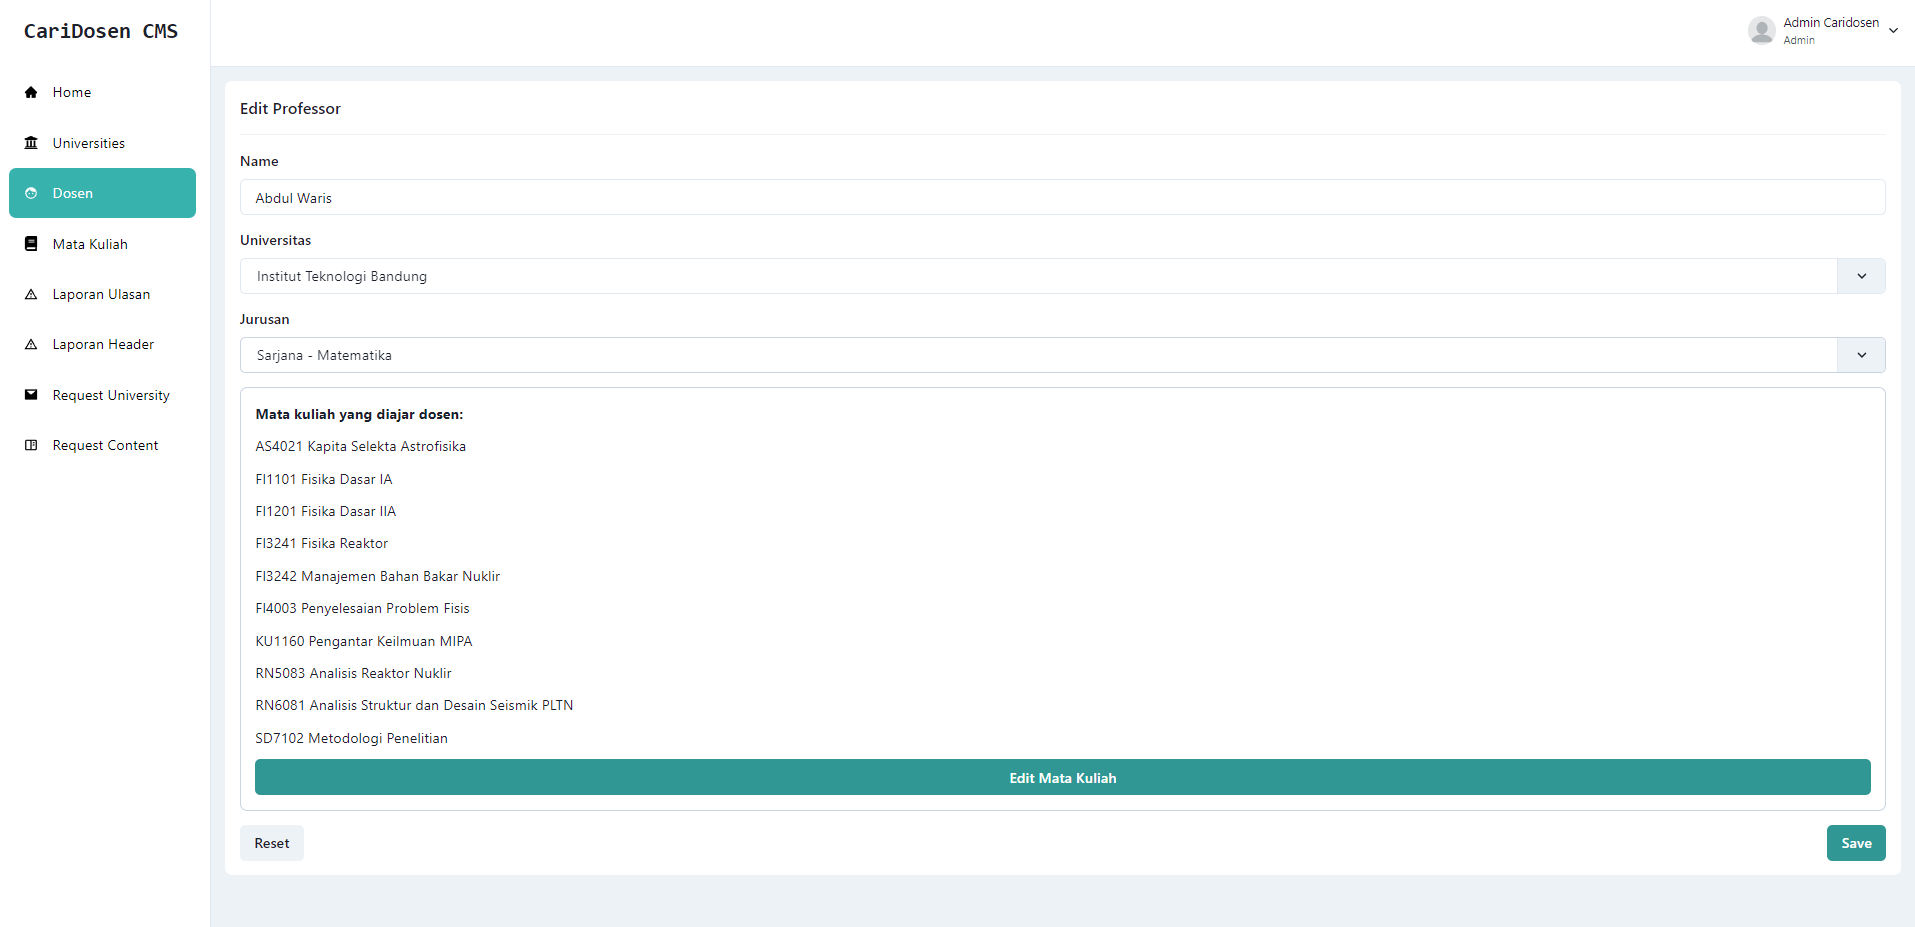 CariDosen CMS
Admin Caridosen
Admin
Home
Universities
Dosen
Mata Kuliah
Laporan Ulasan
Laporan Header
Request University
Request Content
Edit Professor
Name
Abdul Waris
Universitas
Institut Teknologi Bandung
Jurusan
Sarjana - Matematika
Mata kuliah yang diajar dosen:
AS4021 Kapita Selekta Astrofisika
FI1101 Fisika Dasar IA
FI1201 Fisika Dasar IIA
FI3241 Fisika Reaktor
FI3242 Manajemen Bahan Bakar Nuklir
FI4003 Penyelesaian Problem Fisis
KU1160 Pengantar Keilmuan MIPA
RN5083 Analisis Reaktor Nuklir
RN6081 Analisis Struktur dan Desain Seismik PLTN
SD7102 Metodologi Penelitian
Edit Mata Kuliah
Reset
Save